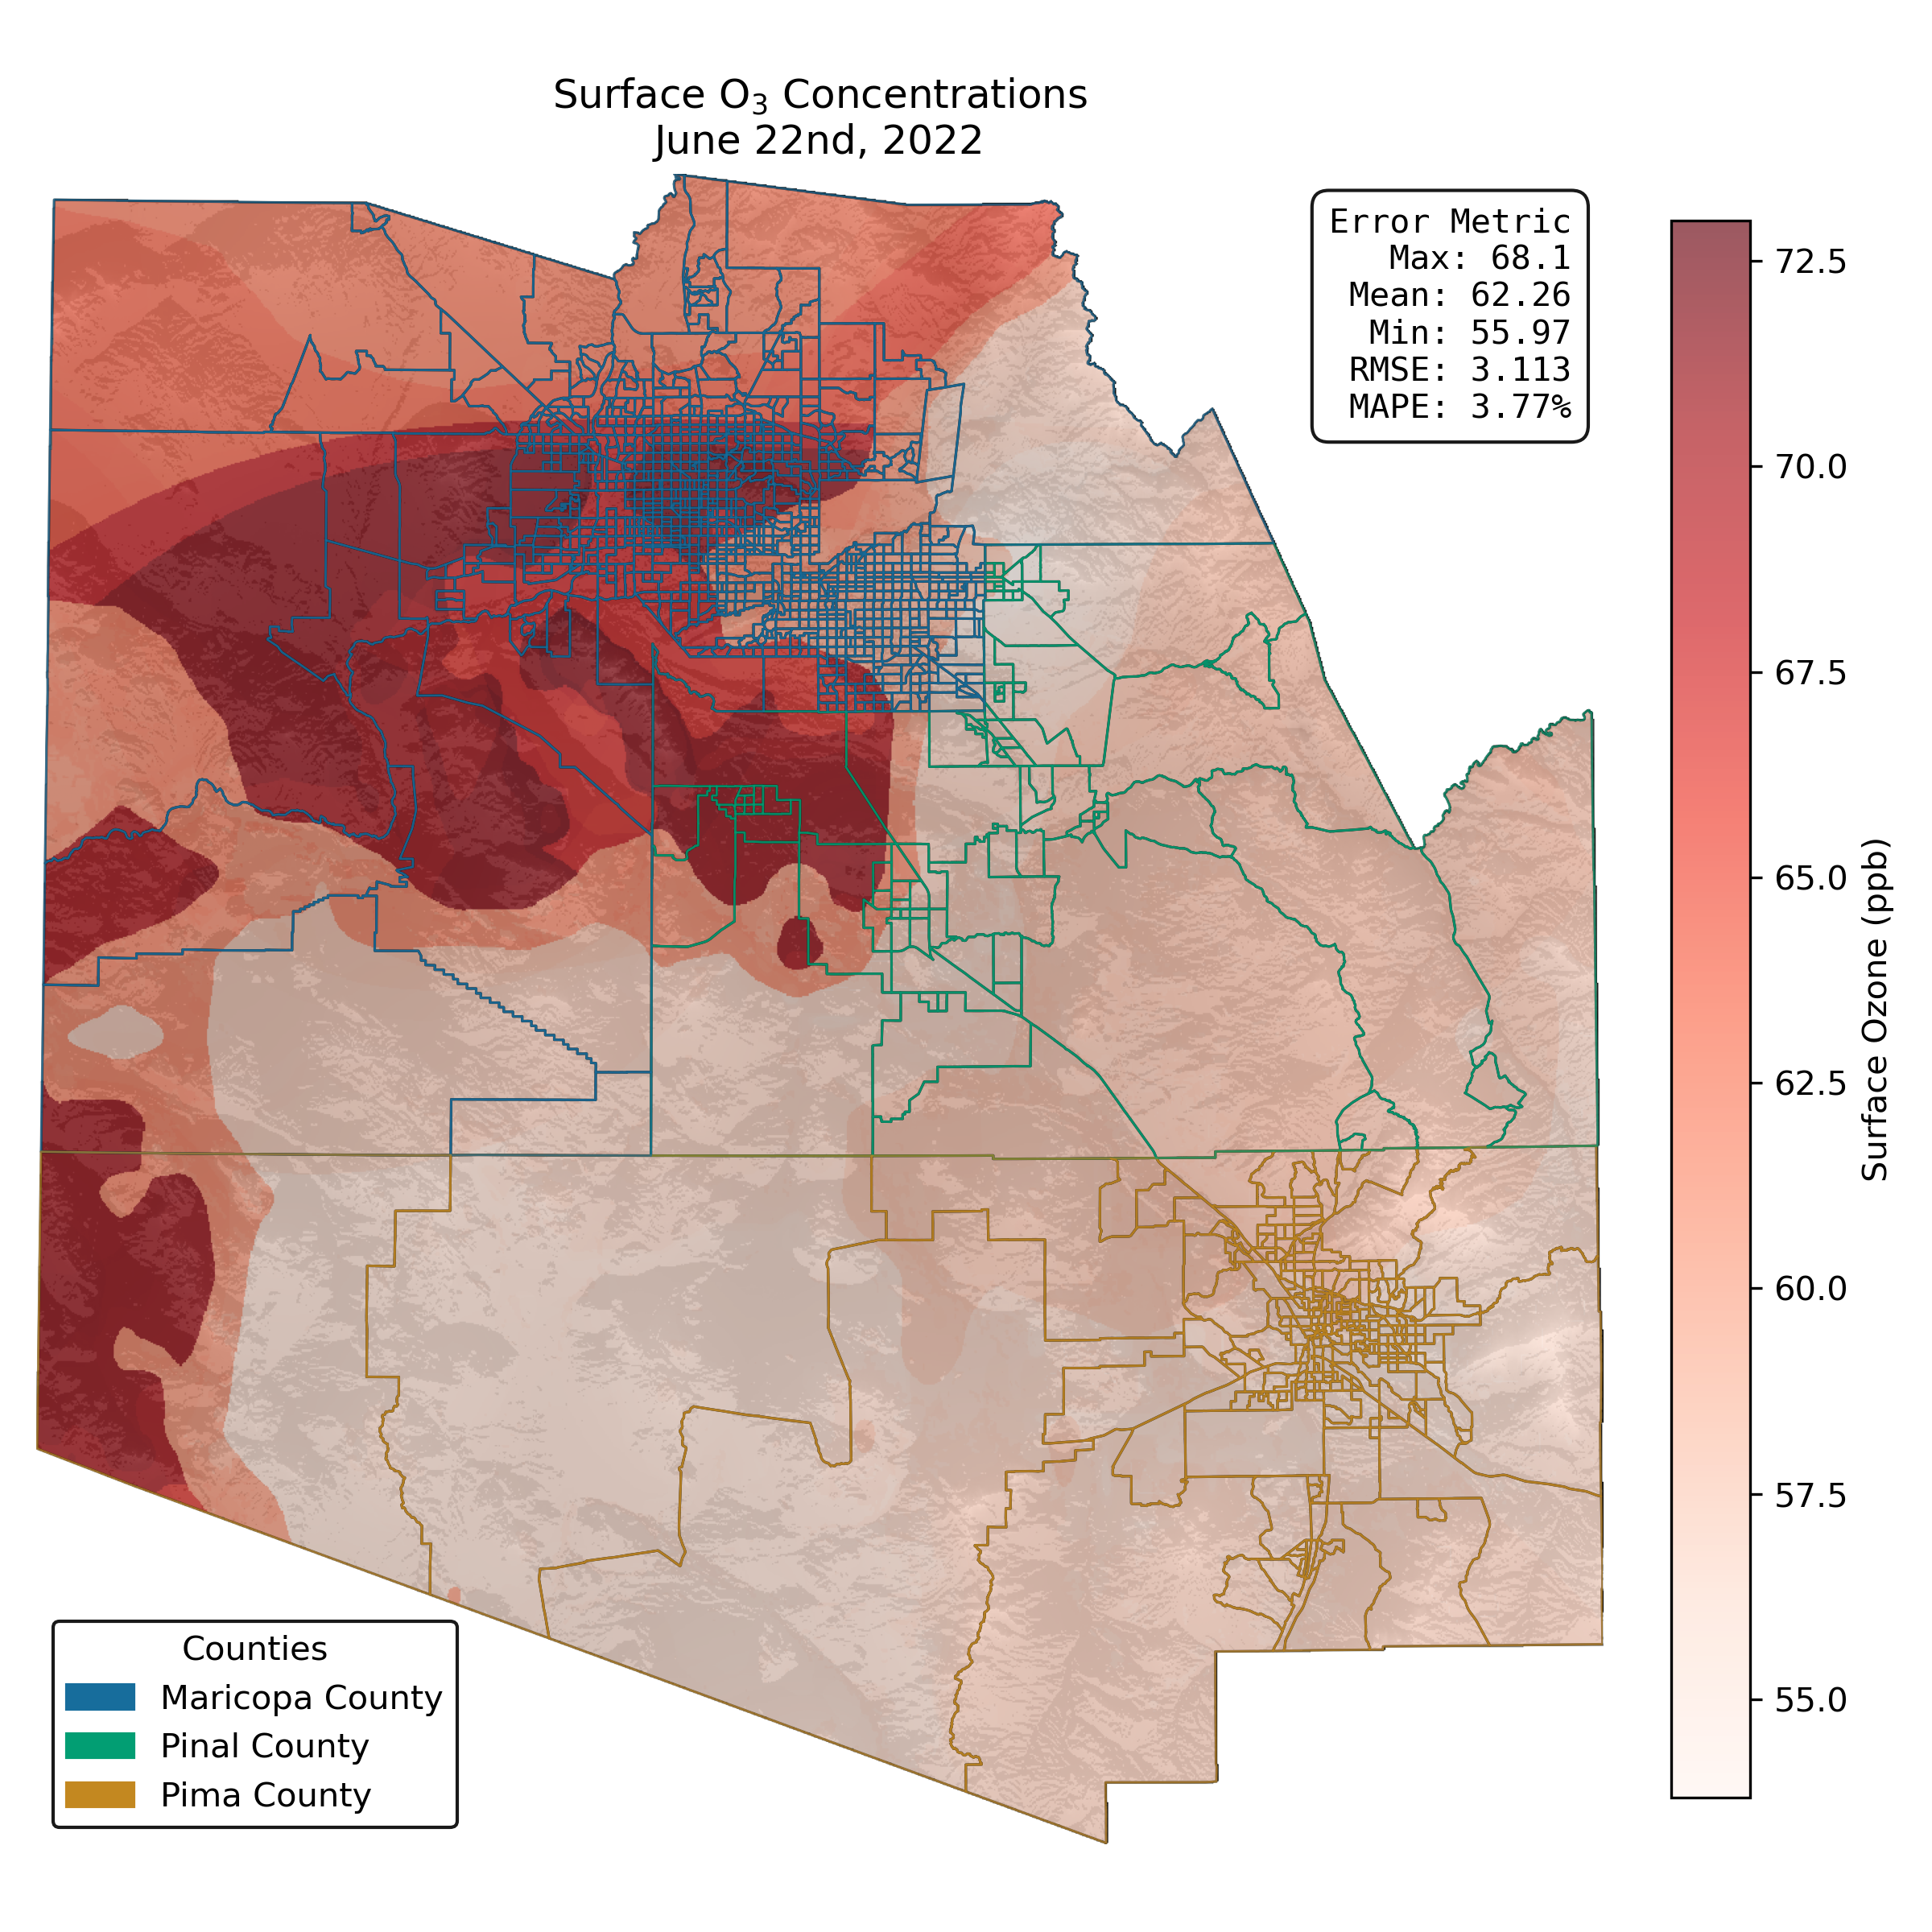 Surface O₃ Concentrations
June 22nd, 2022
Error Metric
Max: 68.1
Mean: 62.26
Min: 55.97
RMSE: 3.113
MAPE: 3.77%
72.5
70.0
67.5
65.0
62.5
60.0
57.5
55.0
Surface Ozone (ppb)
Counties
Maricopa County
Pinal County
Pima County